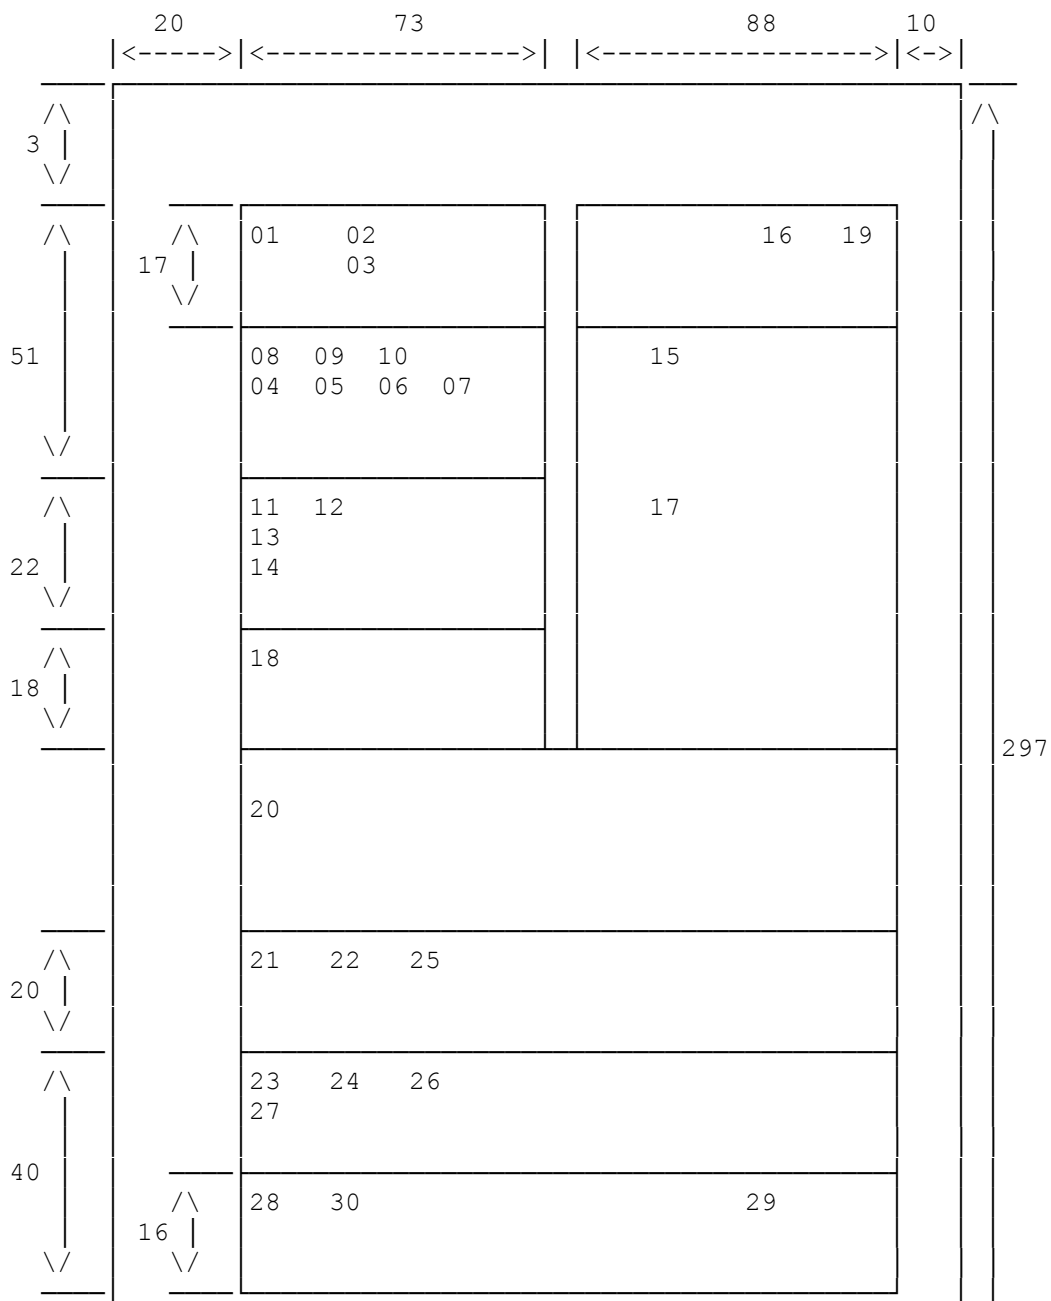 20 73 88 10
|<----->|<---------------->| |<------------------>|<->|
/\ /\
3 |
\/
/\ /\ 01 02 16 19
17 | 03
\/
51 08 09 10 15
04 05 06 07
\/
/\ 11 12 17
13
22 14
\/
/\ 18
18 |
\/
297
20
/\ 21 22 25
20 |
\/
/\ 23 24 26
27
40
/\ 28 30 29
16 |
\/ \/